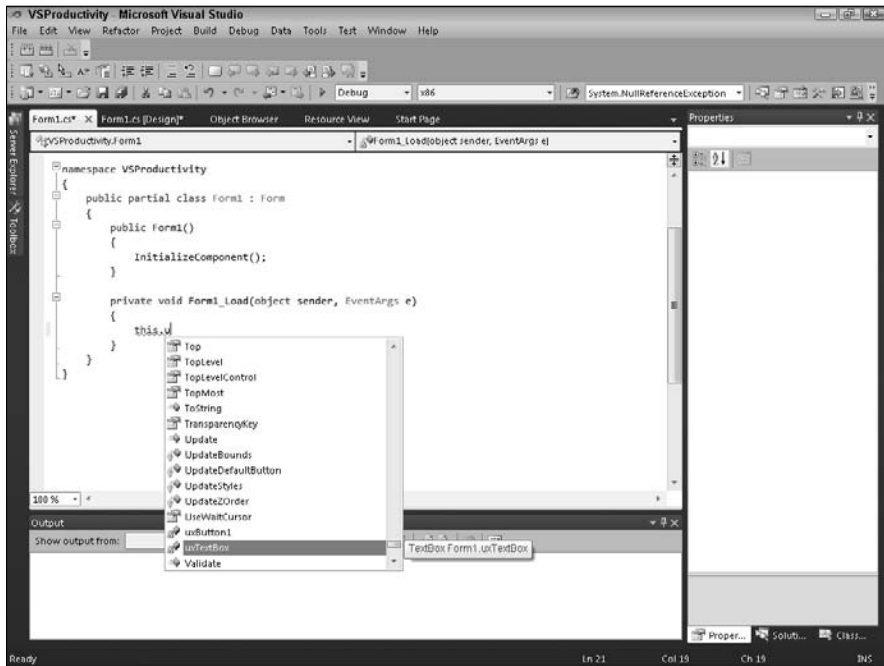 VSProductivity - Microsoft Visual Studio
File Edit View Refactor Project Build Debug Data Tools Test Window Help
Debug x86 System.NullReferenceException
Form1.cs* X Form1.cs [Design]* Object Browser Resource View Start Page
Properties
Server Explorer
Toolbox
VSProductivity.Form1
Form1_Load(object sender, EventArgs e)
namespace VSProductivity
{
public partial class Form1 : Form
{
public Form1()
{
InitializeComponent();
}
private void Form1_Load(object sender, EventArgs e)
{
this.u
}
}
}
Top
TopLevel
TopLevelControl
TopMost
ToString
TransparencyKey
Update
UpdateBounds
UpdateDefaultButton
UpdateStyles
UpdateZOrder
UseWaitCursor
uxButton1
uxTextBox
Validate
TextBox Form1.uxTextBox
100 %
Output
Show output from:
Proper... Soluti... Class...
Ready Ln 21 Col 19 Ch 19 INS